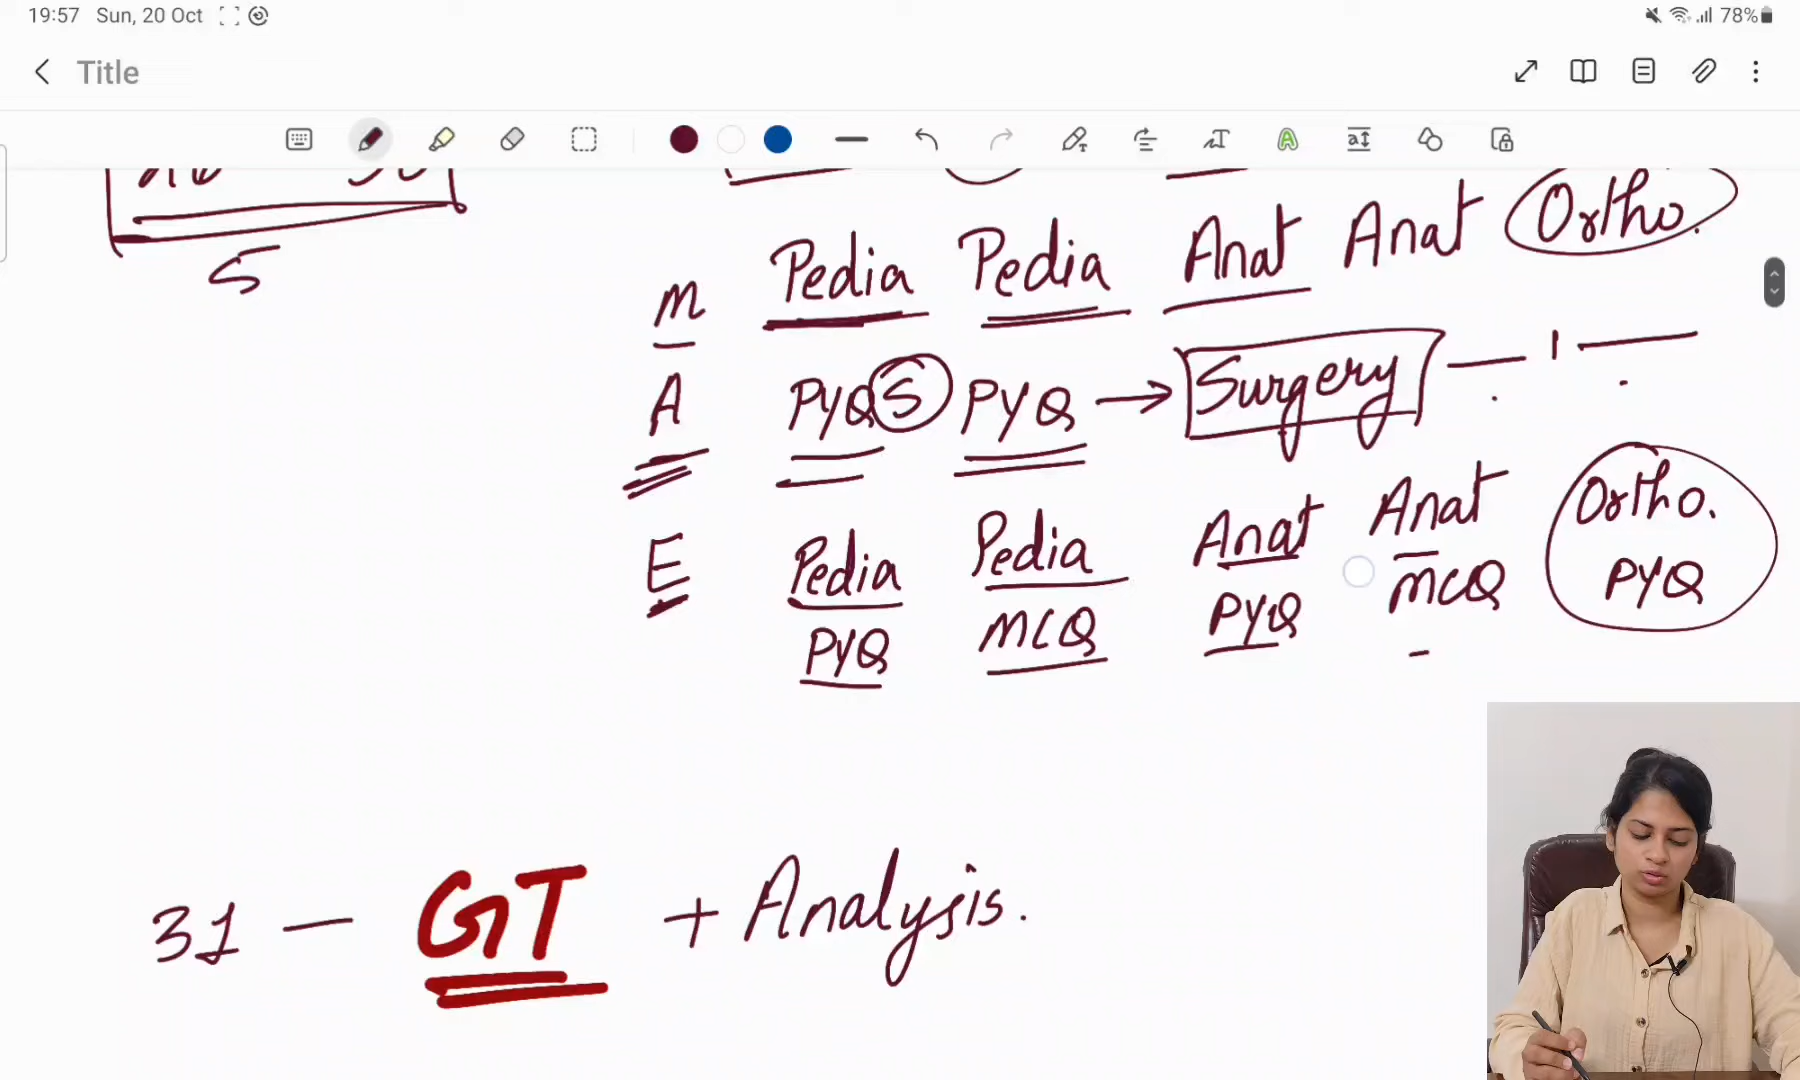 19:57 Sun, 20 Oct 78%
Title
5
M Pedia Pedia Anat Anat Ortho.
A PYQ S PYQ → Surgery
E Pedia Pedia Anat Anat Ortho.
PYQ MCQ PYQ MCQ PYQ
31 — GT + Analysis.